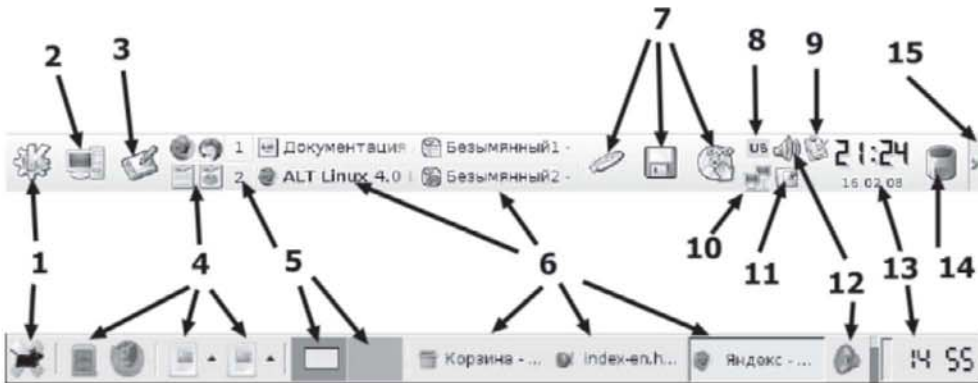 7
2 3 8 9 15
US
1 Документация Безымянный1 - 21:24
2 ALT Linux 4.0 Безымянный2 - 16 02 08
1 4 5 6 10 11 12 13 14
Корзина - ... index-en.h... Яндекс - ... 14 55